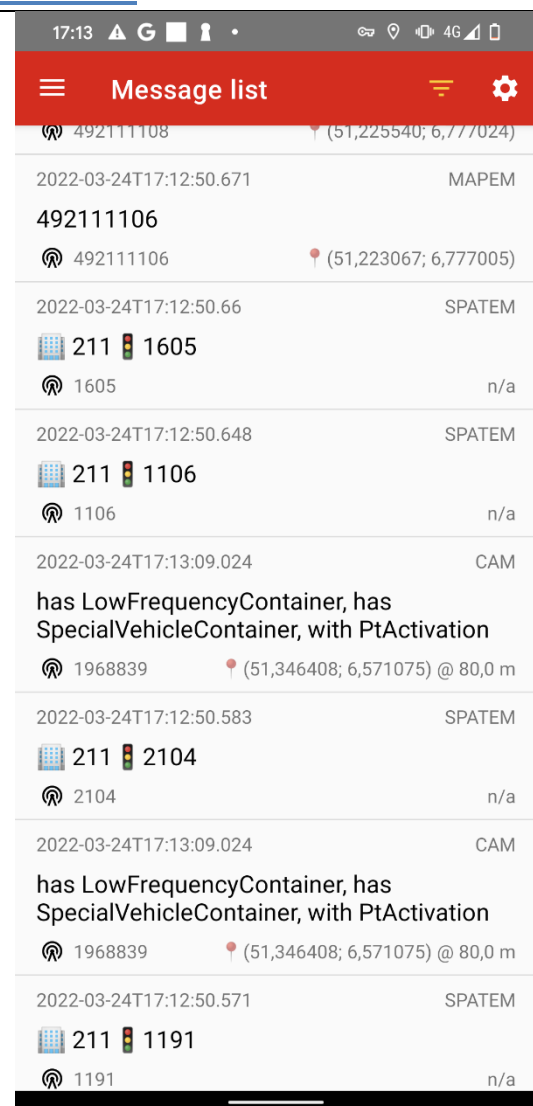 17:13 G 4G
Message list
492111108 (51,225540; 6,777024)
2022-03-24T17:12:50.671 MAPEM
492111106
492111106 (51,223067; 6,777005)
2022-03-24T17:12:50.66 SPATEM
211 1605
1605 n/a
2022-03-24T17:12:50.648 SPATEM
211 1106
1106 n/a
2022-03-24T17:13:09.024 CAM
has LowFrequencyContainer, has
SpecialVehicleContainer, with PtActivation
1968839 (51,346408; 6,571075) @ 80,0 m
2022-03-24T17:12:50.583 SPATEM
211 2104
2104 n/a
2022-03-24T17:13:09.024 CAM
has LowFrequencyContainer, has
SpecialVehicleContainer, with PtActivation
1968839 (51,346408; 6,571075) @ 80,0 m
2022-03-24T17:12:50.571 SPATEM
211 1191
1191 n/a